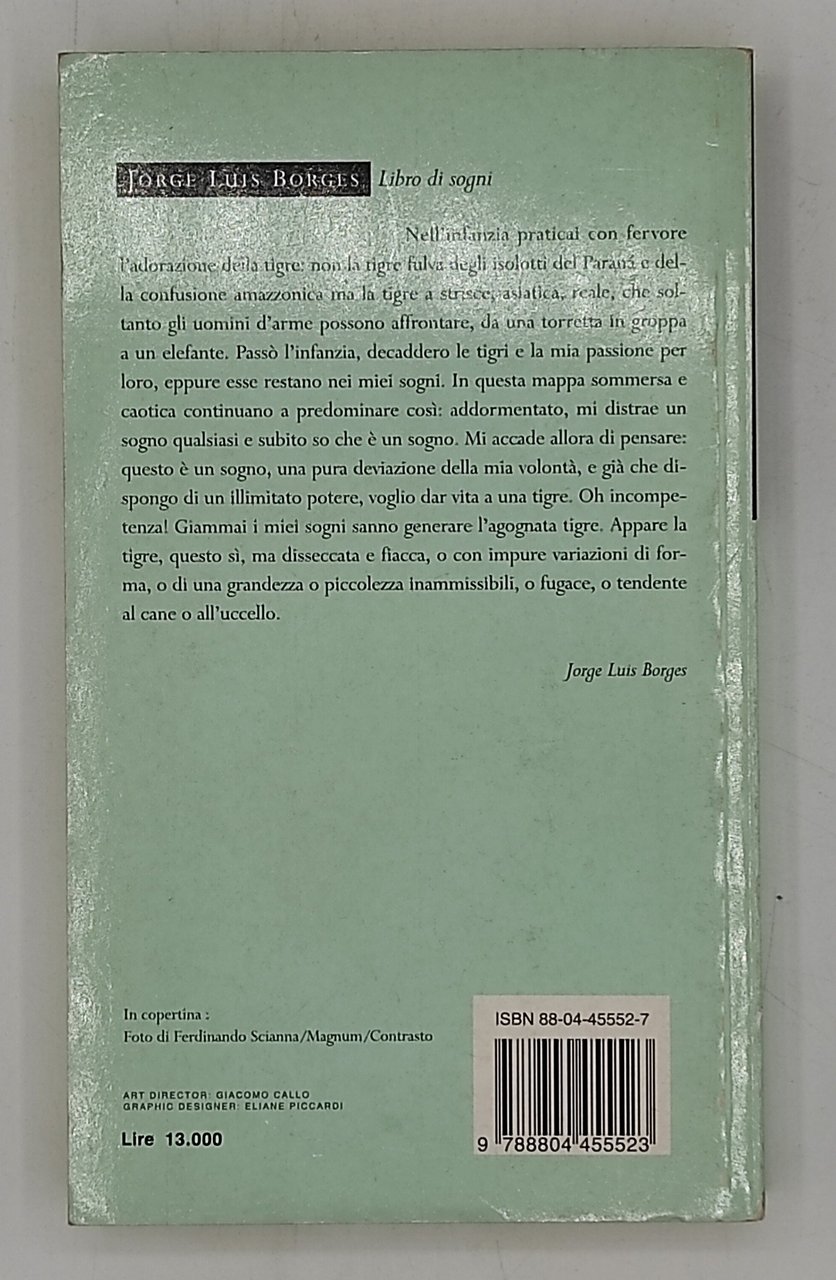 JORGE LUIS BORGES Libro di sogni
Nell'infanzia praticai con fervore
l'adorazione della tigre: non la tigre fulva degli isolotti del Paraná e del-
la confusione amazzonica ma la tigre a strisce, asiatica, reale, che sol-
tanto gli uomini d'arme possono affrontare, da una torretta in groppa
a un elefante. Passò l'infanzia, decaddero le tigri e la mia passione per
loro, eppure esse restano nei miei sogni. In questa mappa sommersa e
caotica continuano a predominare così: addormentato, mi distrae un
sogno qualsiasi e subito so che è un sogno. Mi accade allora di pensare:
questo è un sogno, una pura deviazione della mia volontà, e già che di-
spongo di un illimitato potere, voglio dar vita a una tigre. Oh incompe-
tenza! Giammai i miei sogni sanno generare l'agognata tigre. Appare la
tigre, questo sì, ma disseccata e fiacca, o con impure variazioni di for-
ma, o di una grandezza o piccolezza inammissibili, o fugace, o tendente
al cane o all'uccello.
Jorge Luis Borges
In copertina :
Foto di Ferdinando Scianna/Magnum/Contrasto
ART DIRECTOR: GIACOMO CALLO
GRAPHIC DESIGNER: ELIANE PICCARDI
Lire 13.000
ISBN 88-04-45552-7
9 788804 455523